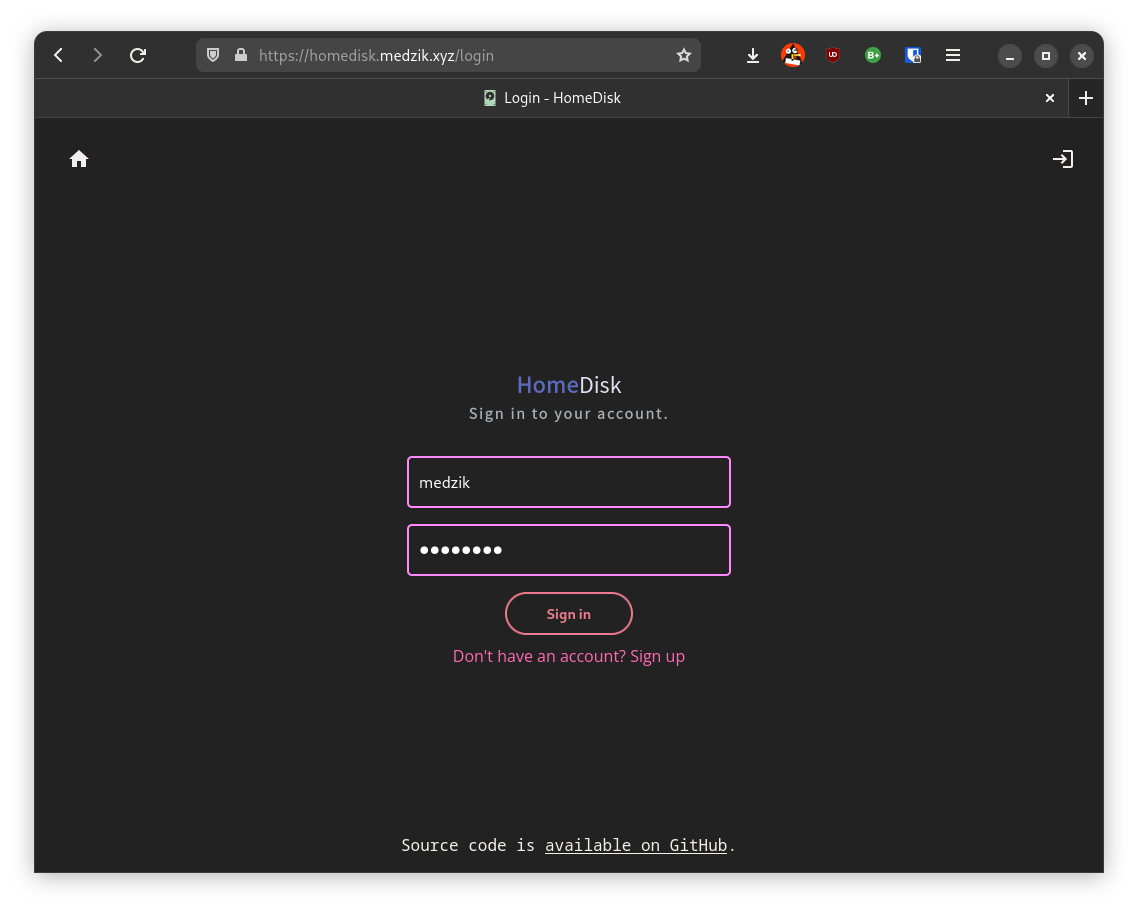 https://homedisk.medzik.xyz/login
UD
B+
Login - HomeDisk
HomeDisk
Sign in to your account.
medzik
••••••••
Sign in
Don't have an account? Sign up
Source code is available on GitHub.